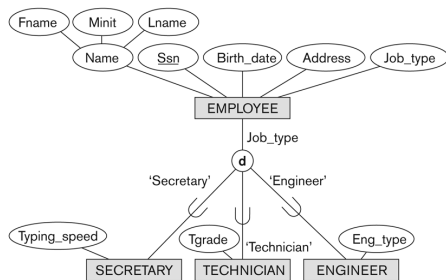 Fname
Minit
Lname
Name
Ssn
Birth_date
Address
Job_type
EMPLOYEE
Job_type
d
‘Secretary’
‘Engineer’
Typing_speed
Tgrade
‘Technician’
Eng_type
SECRETARY
TECHNICIAN
ENGINEER